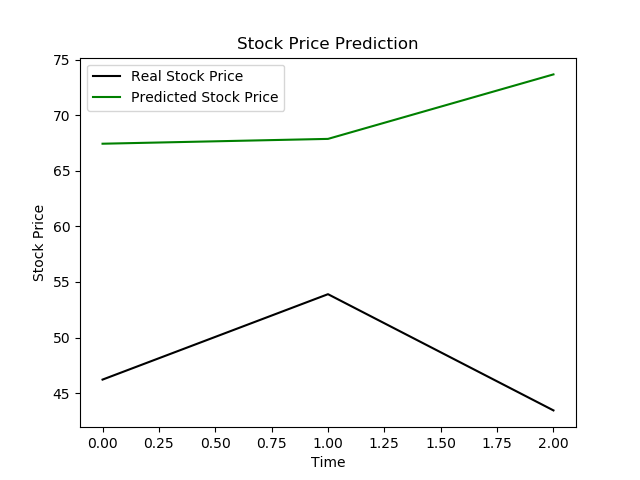 Stock Price Prediction
Real Stock Price
Predicted Stock Price
75
70
65
60
55
50
45
Stock Price
0.00 0.25 0.50 0.75 1.00 1.25 1.50 1.75 2.00
Time